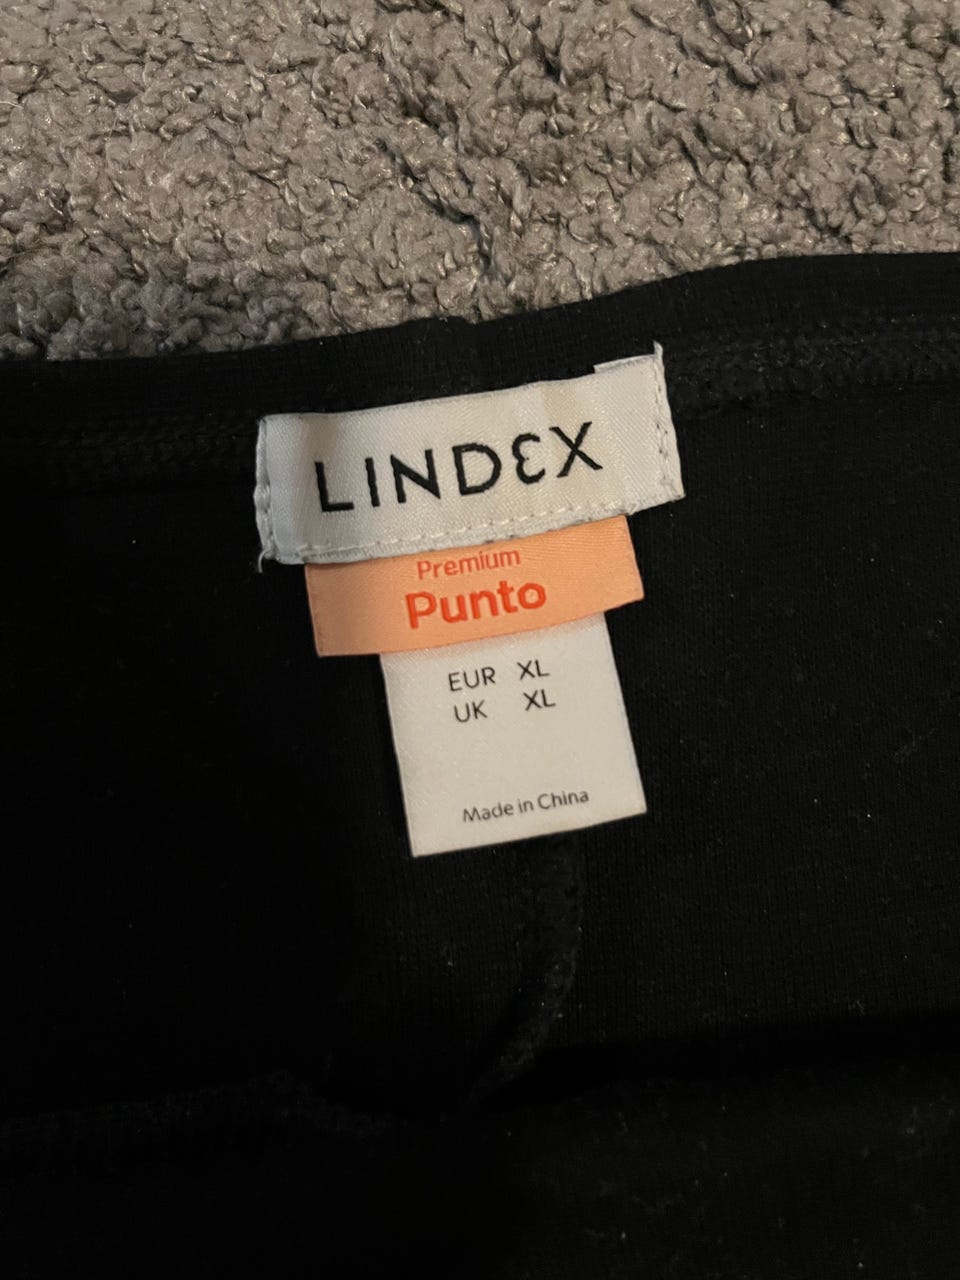 LINDEX
Premium
Punto
EUR XL
UK XL
Made in China